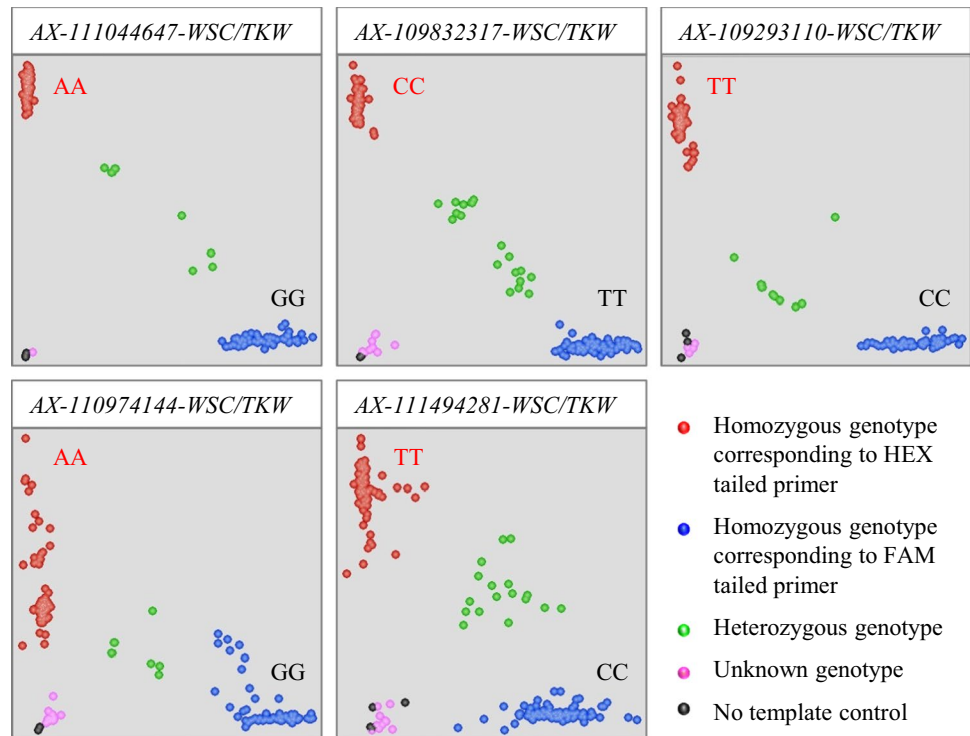 AX-111044647-WSC/TKW
AX-109832317-WSC/TKW
AX-109293110-WSC/TKW
AA
GG
CC
TT
TT
CC
AX-110974144-WSC/TKW
AX-111494281-WSC/TKW
AA
GG
TT
CC
Homozygous genotype
corresponding to HEX
tailed primer
Homozygous genotype
corresponding to FAM
tailed primer
Heterozygous genotype
Unknown genotype
No template control